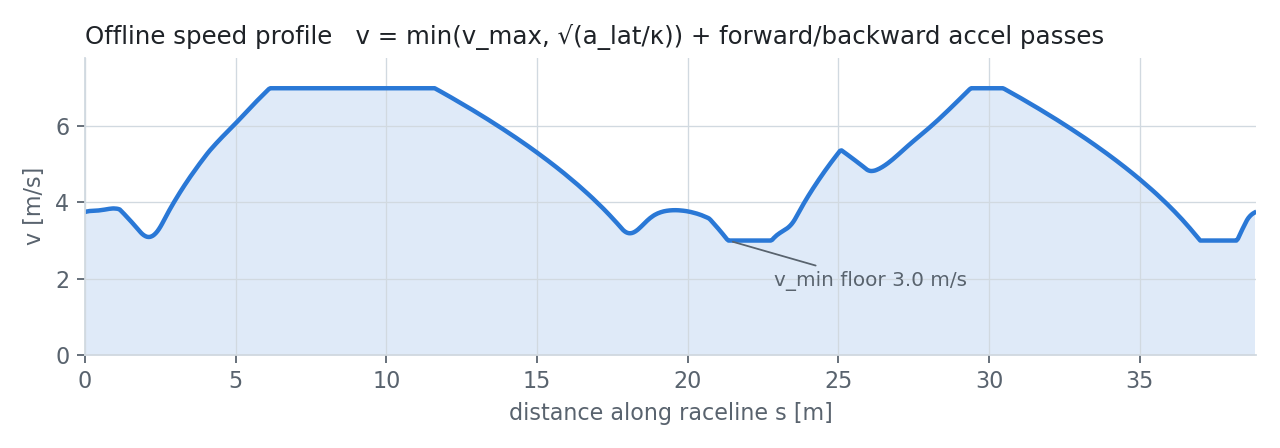 Offline speed profile   v = min(v_max, √(a_lat/κ)) + forward/backward accel passes
v [m/s]
6
4
2
0
v_min floor 3.0 m/s
0 5 10 15 20 25 30 35
distance along raceline s [m]